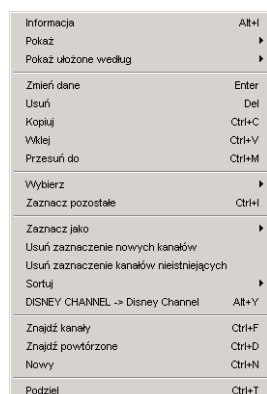 Informacja Alt+I
Pokaż
Pokaż ułożone według
Zmień dane Enter
Usuń Del
Kopiuj Ctrl+C
Wklej Ctrl+V
Przesuń do Ctrl+M
Wybierz
Zaznacz pozostałe Ctrl+I
Zaznacz jako
Usuń zaznaczenie nowych kanałów
Usuń zaznaczenie kanałów nieistniejących
Sortuj
DISNEY CHANNEL -> Disney Channel Alt+Y
Znajdź kanały Ctrl+F
Znajdź powtórzone Ctrl+D
Nowy Ctrl+N
Podziel Ctrl+T